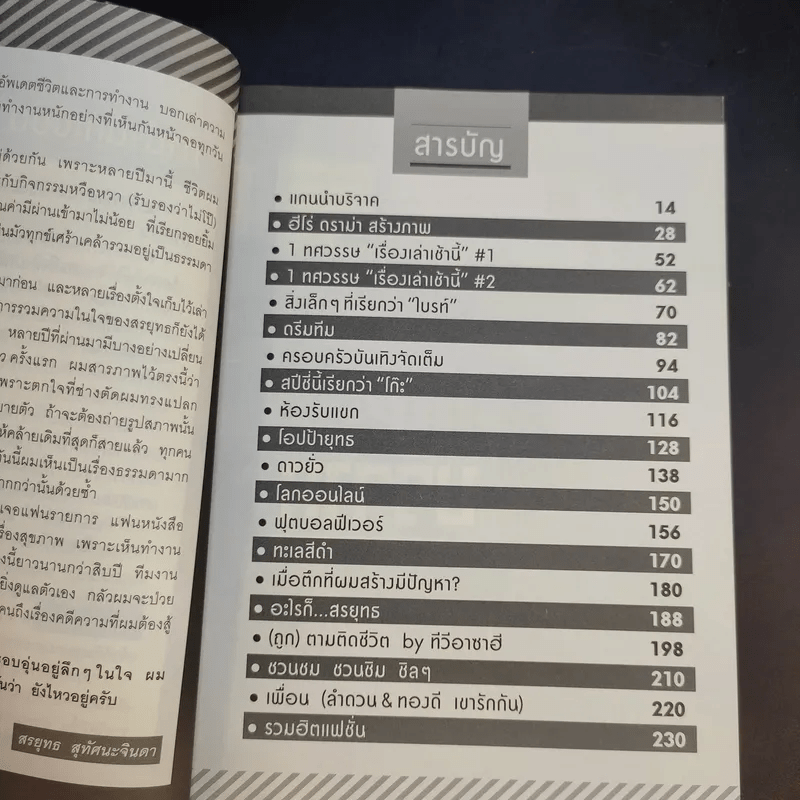 อัพเดตชีวิตและการทำงาน บอกเล่าความ
ทำงานหนักอย่างที่เห็นกันหน้าจอทุกวัน
ด้วยกัน เพราะหลายปีมานี้ ชีวิตผม
กับกิจกรรมหวือหวา (รับรองว่าไม่โป๊)
นค่ามีผ่านเข้ามาไม่น้อย ที่เรียกรอยยิ้ม
นมัวทุกข์เศร้าเคล้ารวมอยู่เป็นธรรมดา
มาก่อน และหลายเรื่องตั้งใจเก็บไว้เล่า
การรวมความในใจของสรยุทธก็ยังได้
หลายปีที่ผ่านมามีบางอย่างเปลี่ยน
ครั้งแรก ผมสารภาพไว้ตรงนี้ว่า
เพราะตกใจที่ช่างตัดผมทรงแปลก
ายตัว ถ้าจะต้องถ่ายรูปสภาพนั้น
ห้คล้ายเดิมที่สุดก็สายแล้ว ทุกคน
วันนี้ผมเห็นเป็นเรื่องธรรมดามาก
ากกว่านั้นด้วยซ้ำ
เจอแฟนรายการ แฟนหนังสือ
รื่องสุขภาพ เพราะเห็นทำงาน
งนี้ยาวนานกว่าสิบปี ทีมงาน
ยิ่งดูแลตัวเอง กลัวผมจะป่วย
คนถึงเรื่องคดีความที่ผมต้องสู้
อบอุ่นอยู่ลึกๆ ในใจ ผม
นว่า ยังไหวอยู่ครับ
สรยุทธ สุทัศนะจินดา
สารบัญ
• แกนนำบริจาค 14
• ฮีโร่ ดราม่า สร้างภาพ 28
• 1 ทศวรรษ “เรื่องเล่าเช้านี้” #1 52
• 1 ทศวรรษ “เรื่องเล่าเช้านี้” #2 62
• สิ่งเล็กๆ ที่เรียกว่า “ไบรท์” 70
• ดรีมทีม 82
• ครอบครัวบันเทิงจัดเต็ม 94
• สปีชี่นี้เรียกว่า “โก๊ะ” 104
• ห้องรับแขก 116
• โอปป้ายุทธ 128
• ดาวยั่ว 138
• โลกออนไลน์ 150
• ฟุตบอลฟีเวอร์ 156
• ทะเลสีดำ 170
• เมื่อตึกที่ผมสร้างมีปัญหา? 180
• อะไรก็...สรยุทธ 188
• (ถูก) ตามติดชีวิต by ทีวีอาซาฮี 198
• ชวนชม ชวนชิม ชิลๆ 210
• เพื่อน (ลำดวน & ทองดี เขารักกัน) 220
• รวมฮิตแฟชั่น 230